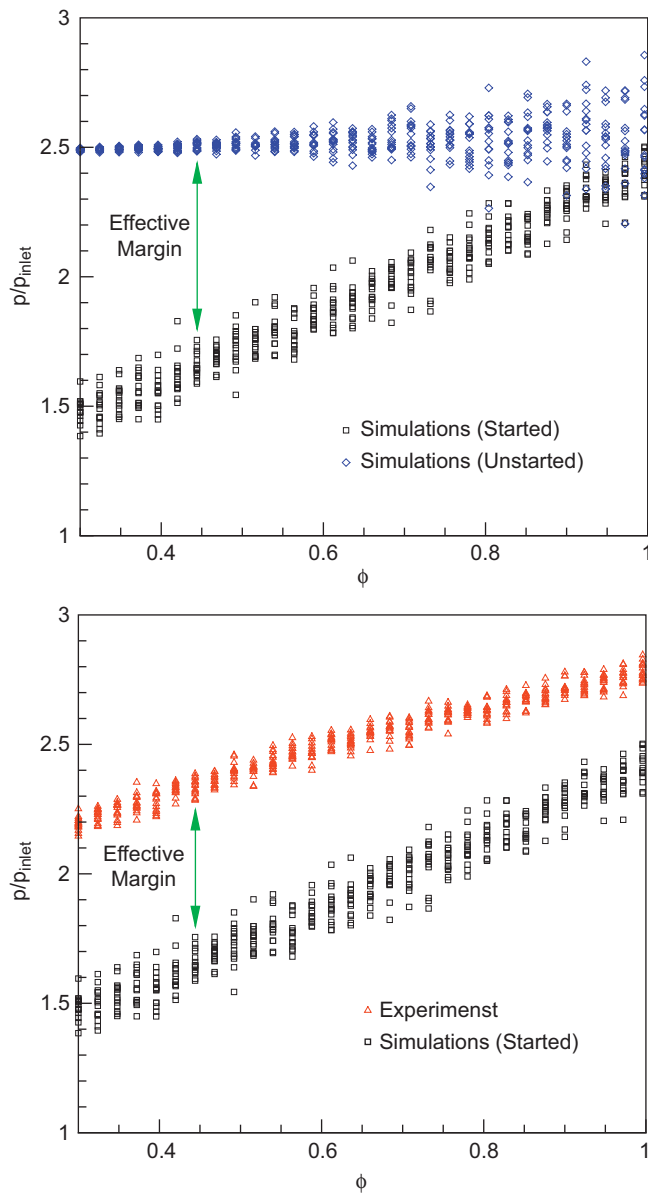 3
2.5
2
1.5
1
p/p_inlet
Effective
Margin
Simulations (Started)
Simulations (Unstarted)
0.4
0.6
0.8
1
ϕ
3
2.5
2
1.5
1
p/p_inlet
Effective
Margin
Experimenst
Simulations (Started)
0.4
0.6
0.8
1
ϕ